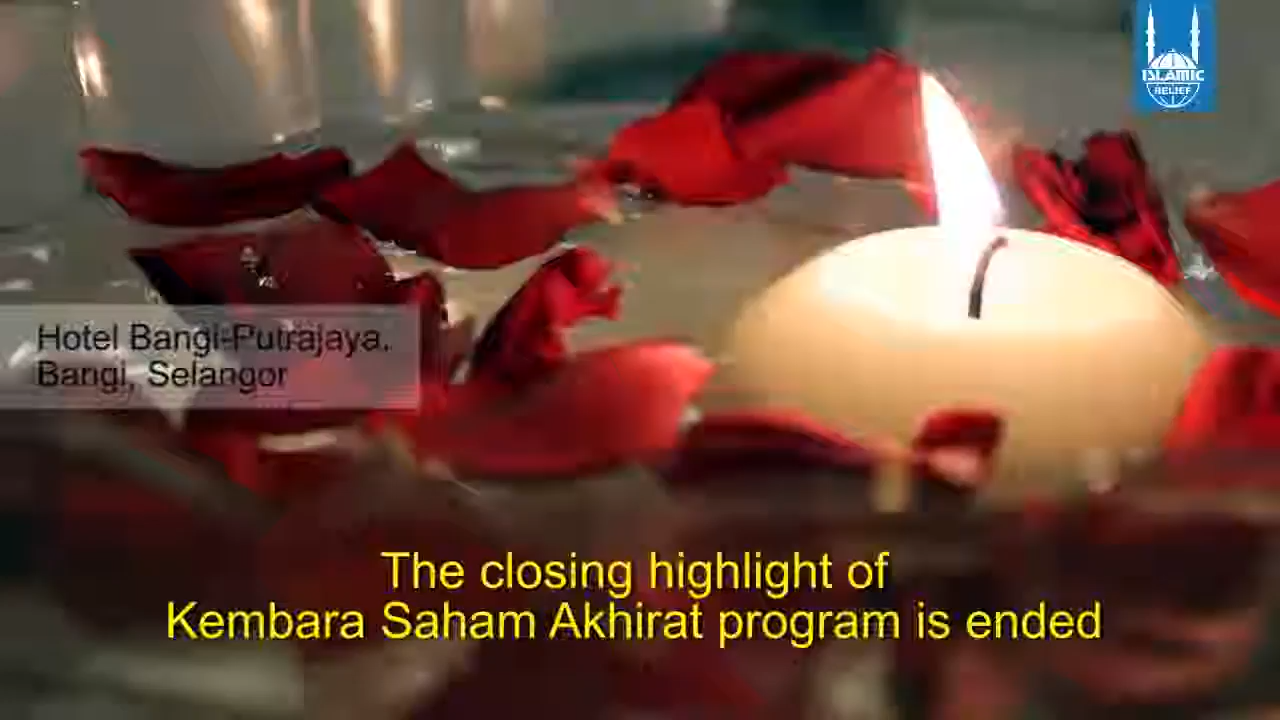 ISLAMIC
RELIEF
Hotel Bangi-Putrajaya,
Bangi, Selangor
The closing highlight of
Kembara Saham Akhirat program is ended